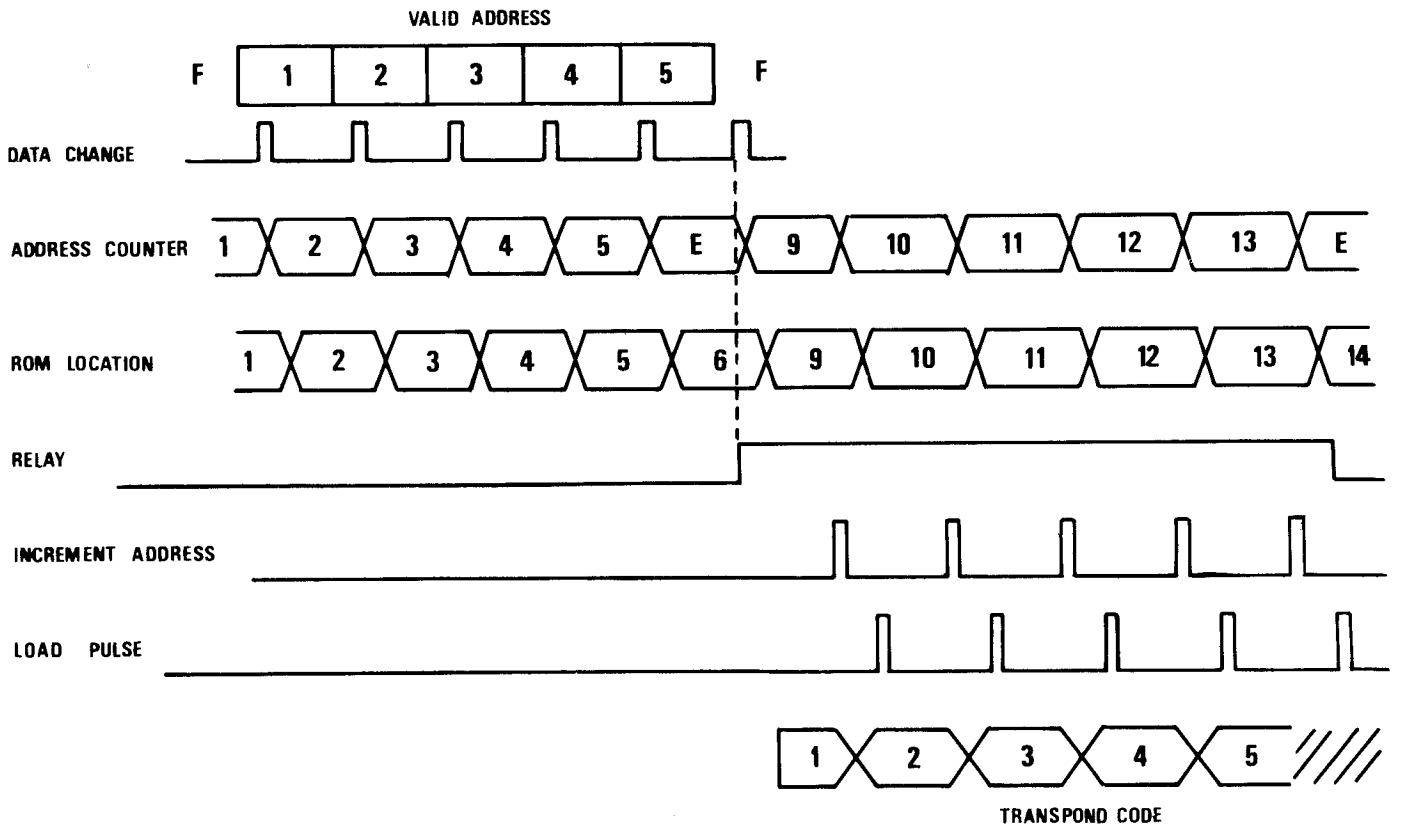 VALID ADDRESS
F 1 2 3 4 5 F
DATA CHANGE
ADDRESS COUNTER 1 2 3 4 5 E 9 10 11 12 13 E
ROM LOCATION 1 2 3 4 5 6 9 10 11 12 13 14
RELAY
INCREMENT ADDRESS
LOAD PULSE
1 2 3 4 5
TRANSPOND CODE